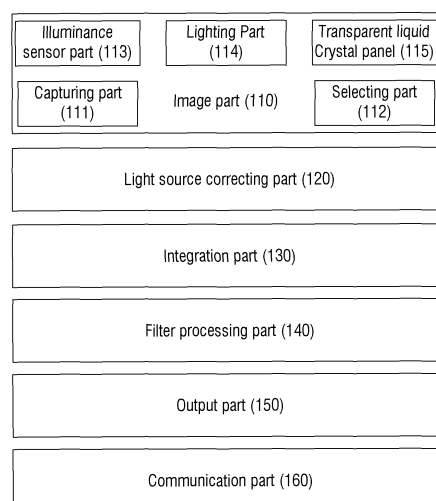 Illuminance
sensor part (113)
Lighting Part
(114)
Transparent liquid
Crystal panel (115)
Capturing part
(111)
Image part (110)
Selecting part
(112)
Light source correcting part (120)
Integration part (130)
Filter processing part (140)
Output part (150)
Communication part (160)